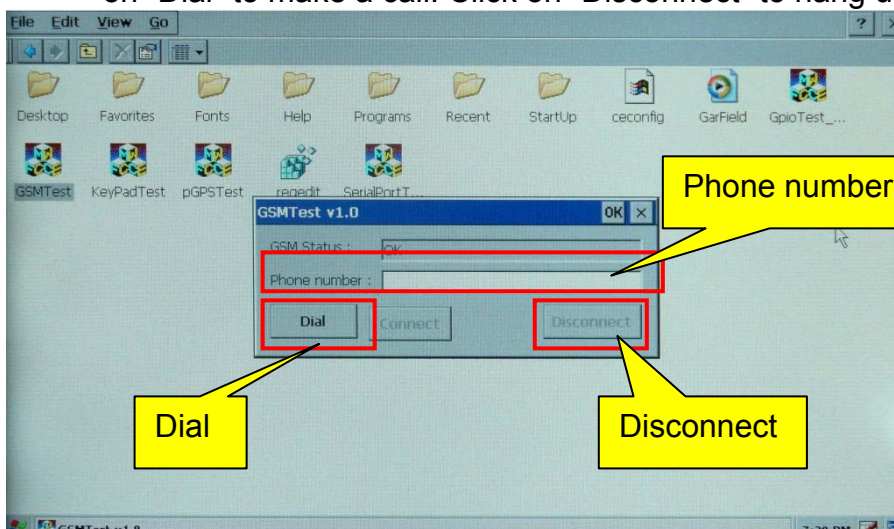 on "Dial" to make a call. Click on "Disconnect" to hang u
File Edit View Go ? ×
Desktop Favorites Fonts Help Programs Recent StartUp ceconfig GarField GpioTest_...
GSMTest KeyPadTest pGPSTest regedit SerialPortT...
Phone number
GSMTest v1.0 OK ×
GSM Status : OK
Phone number :
Dial Connect Disconnect
Dial
Disconnect
GSMTest v1.0